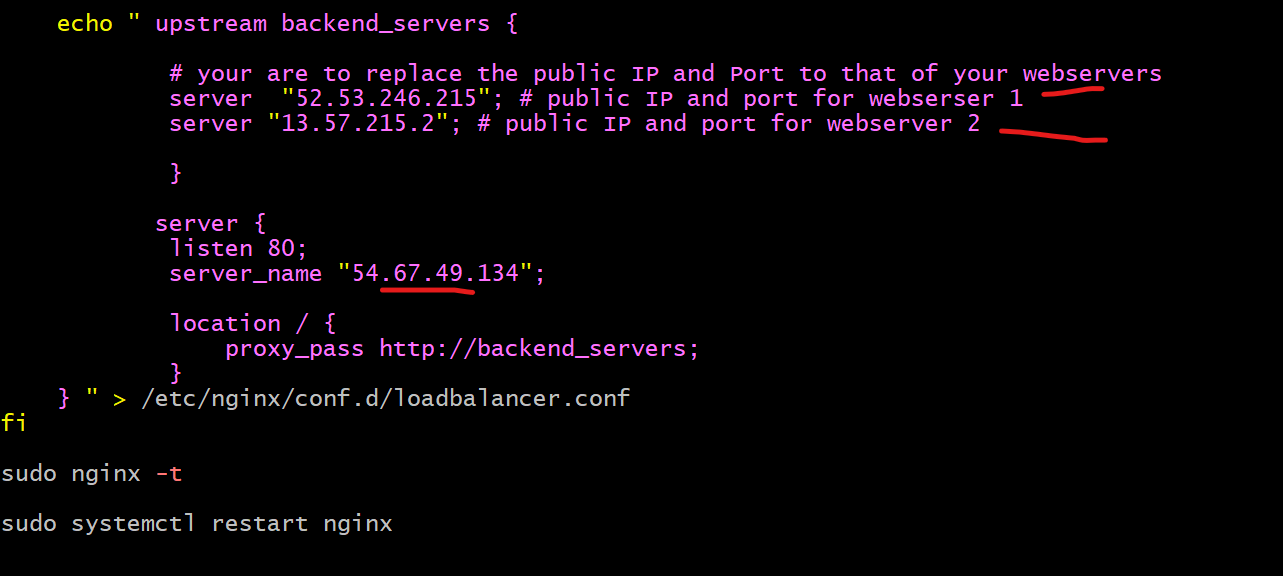 echo " upstream backend_servers {
# your are to replace the public IP and Port to that of your webservers
server  "52.53.246.215"; # public IP and port for webserser 1
server "13.57.215.2"; # public IP and port for webserver 2
}
server {
listen 80;
server_name "54.67.49.134";
location / {
proxy_pass http://backend_servers;
}
} " > /etc/nginx/conf.d/loadbalancer.conf
fi
sudo nginx -t
sudo systemctl restart nginx